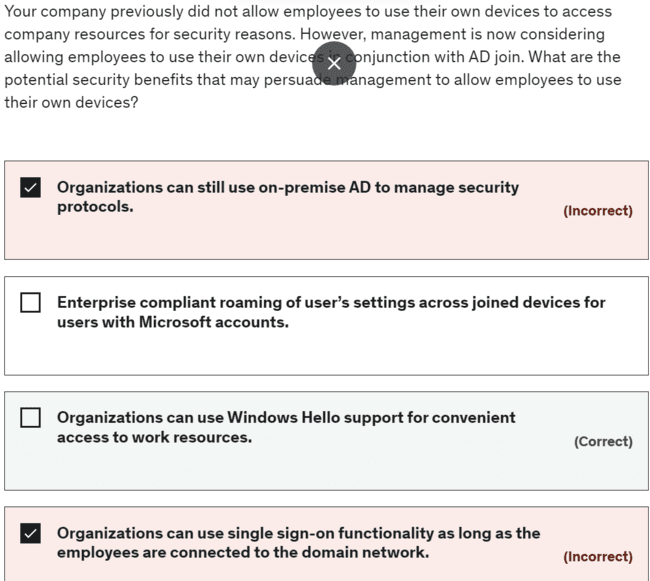 Your company previously did not allow employees to use their own devices to access
company resources for security reasons. However, management is now considering
allowing employees to use their own devices in conjunction with AD join. What are the
potential security benefits that may persuade management to allow employees to use
their own devices?
Organizations can still use on-premise AD to manage security
protocols.
(Incorrect)
Enterprise compliant roaming of user's settings across joined devices for
users with Microsoft accounts.
Organizations can use Windows Hello support for convenient
access to work resources.
(Correct)
Organizations can use single sign-on functionality as long as the
employees are connected to the domain network.
(Incorrect)